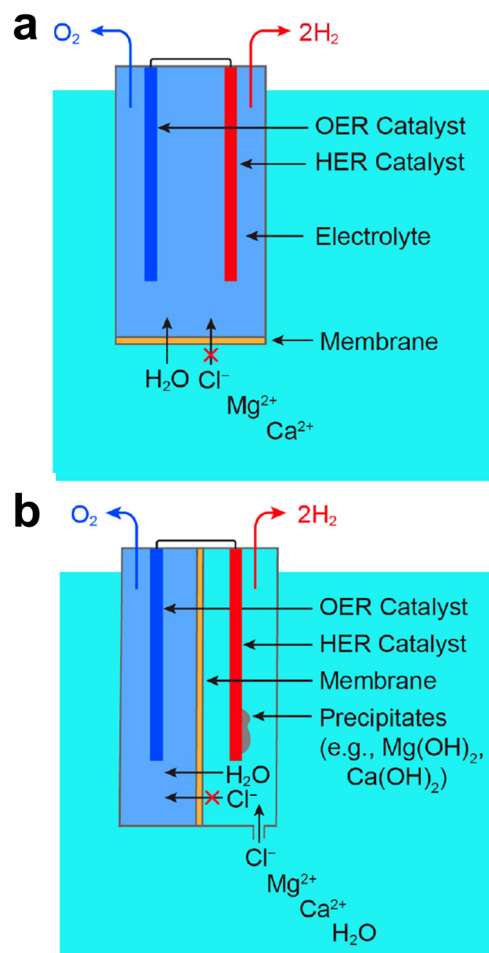 a
O₂
2H₂
OER Catalyst
HER Catalyst
Electrolyte
Membrane
H₂O Cl⁻
Mg²⁺
Ca²⁺
b
O₂
2H₂
OER Catalyst
HER Catalyst
Membrane
Precipitates
(e.g., Mg(OH)₂,
Ca(OH)₂)
H₂O
Cl⁻
Cl⁻
Mg²⁺
Ca²⁺
H₂O